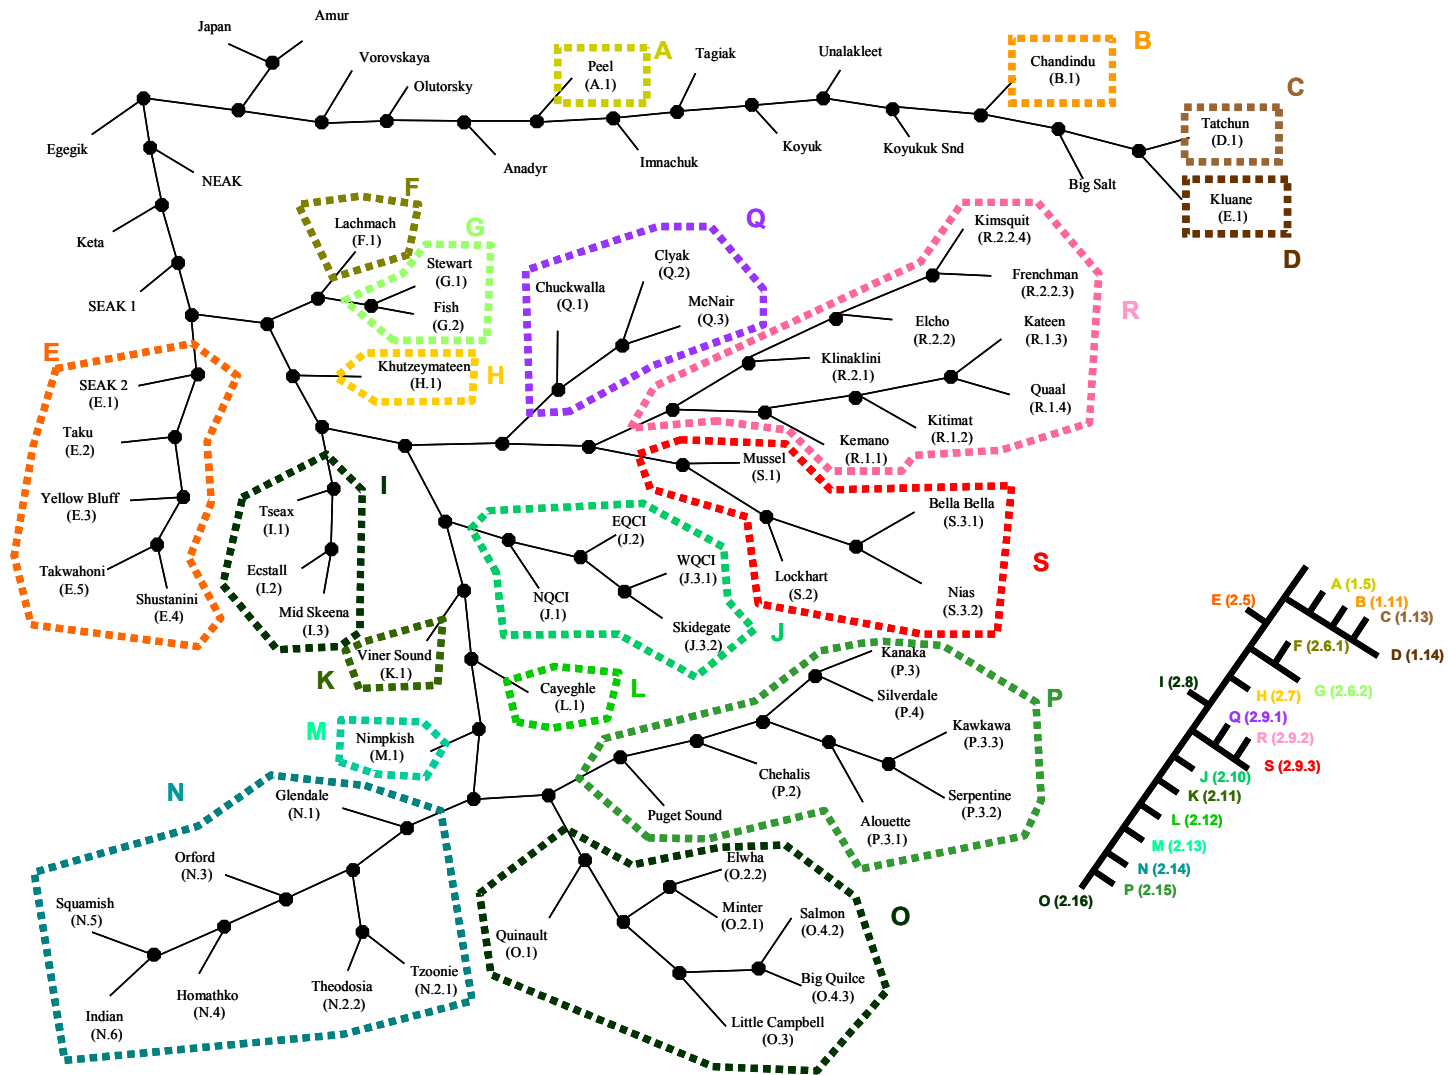 Japan
Amur
Vorovskaya
Olutorsky
Peel
(A.1)
A
Tagiak
Unalakleet
Chandindu
(B.1)
B
C
Tatchun
(D.1)
Egegik
Anadyr
Imnachuk
Koyuk
Koyukuk Snd
Big Salt
Kluane
(E.1)
D
NEAK
Keta
SEAK 1
F
Lachmach
(F.1)
G
Stewart
(G.1)
Fish
(G.2)
Q
Clyak
(Q.2)
Chuckwalla
(Q.1)
McNair
(Q.3)
Kimsquit
(R.2.2.4)
Frenchman
(R.2.2.3)
R
Elcho
(R.2.2)
Kateen
(R.1.3)
Klinaklini
(R.2.1)
Quaal
(R.1.4)
Kitimat
(R.1.2)
Kemano
(R.1.1)
Khutzeymateen
(H.1)
H
E
SEAK 2
(E.1)
Taku
(E.2)
Yellow Bluff
(E.3)
Takwahoni
(E.5)
Shustanini
(E.4)
I
Tseax
(I.1)
Ecstall
(I.2)
Mid Skeena
(I.3)
Mussel
(S.1)
Bella Bella
(S.3.1)
Lockhart
(S.2)
Nias
(S.3.2)
S
EQCI
(J.2)
WQCI
(J.3.1)
NQCI
(J.1)
Skidegate
(J.3.2)
J
Viner Sound
(K.1)
K
Cayeghle
(L.1)
L
M
Nimpkish
(M.1)
Kanaka
(P.3)
Silverdale
(P.4)
P
Kawkawa
(P.3.3)
Chehalis
(P.2)
Serpentine
(P.3.2)
Puget Sound
Alouette
(P.3.1)
N
Glendale
(N.1)
Orford
(N.3)
Squamish
(N.5)
Tzoonie
(N.2.1)
Theodosia
(N.2.2)
Homathko
(N.4)
Indian
(N.6)
Elwha
(O.2.2)
Minter
(O.2.1)
Salmon
(O.4.2)
O
Quinault
(O.1)
Big Quilce
(O.4.3)
Little Campbell
(O.3)
A (1.5)
B (1.11)
C (1.13)
D (1.14)
E (2.5)
F (2.6.1)
G (2.6.2)
I (2.8)
H (2.7)
Q (2.9.1)
R (2.9.2)
S (2.9.3)
J (2.10)
K (2.11)
L (2.12)
M (2.13)
N (2.14)
P (2.15)
O (2.16)